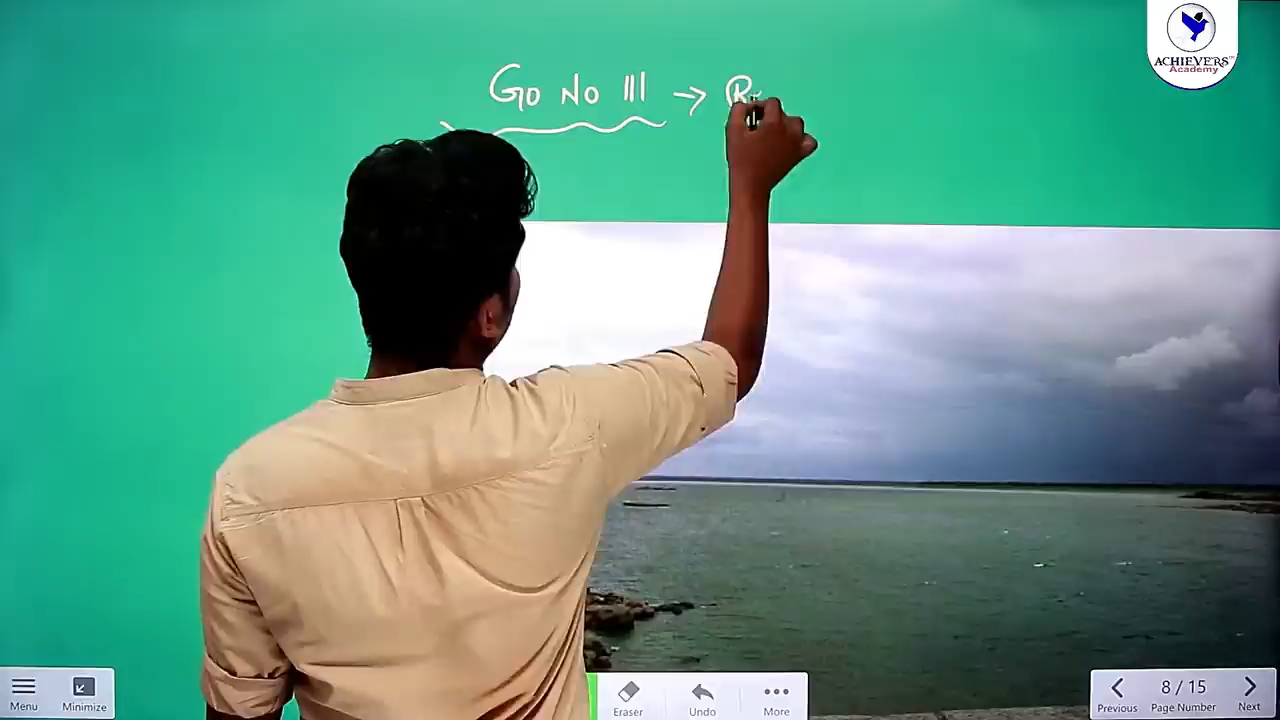 ACHIEVERS
Academy
Go No 111 → R
Menu
Minimize
Eraser
Undo
More
8 / 15
Previous
Page Number
Next